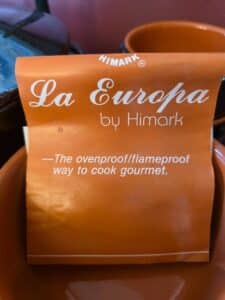 HIMARK®
La Europa
by Himark
—The ovenproof/flameproof
way to cook gourmet.